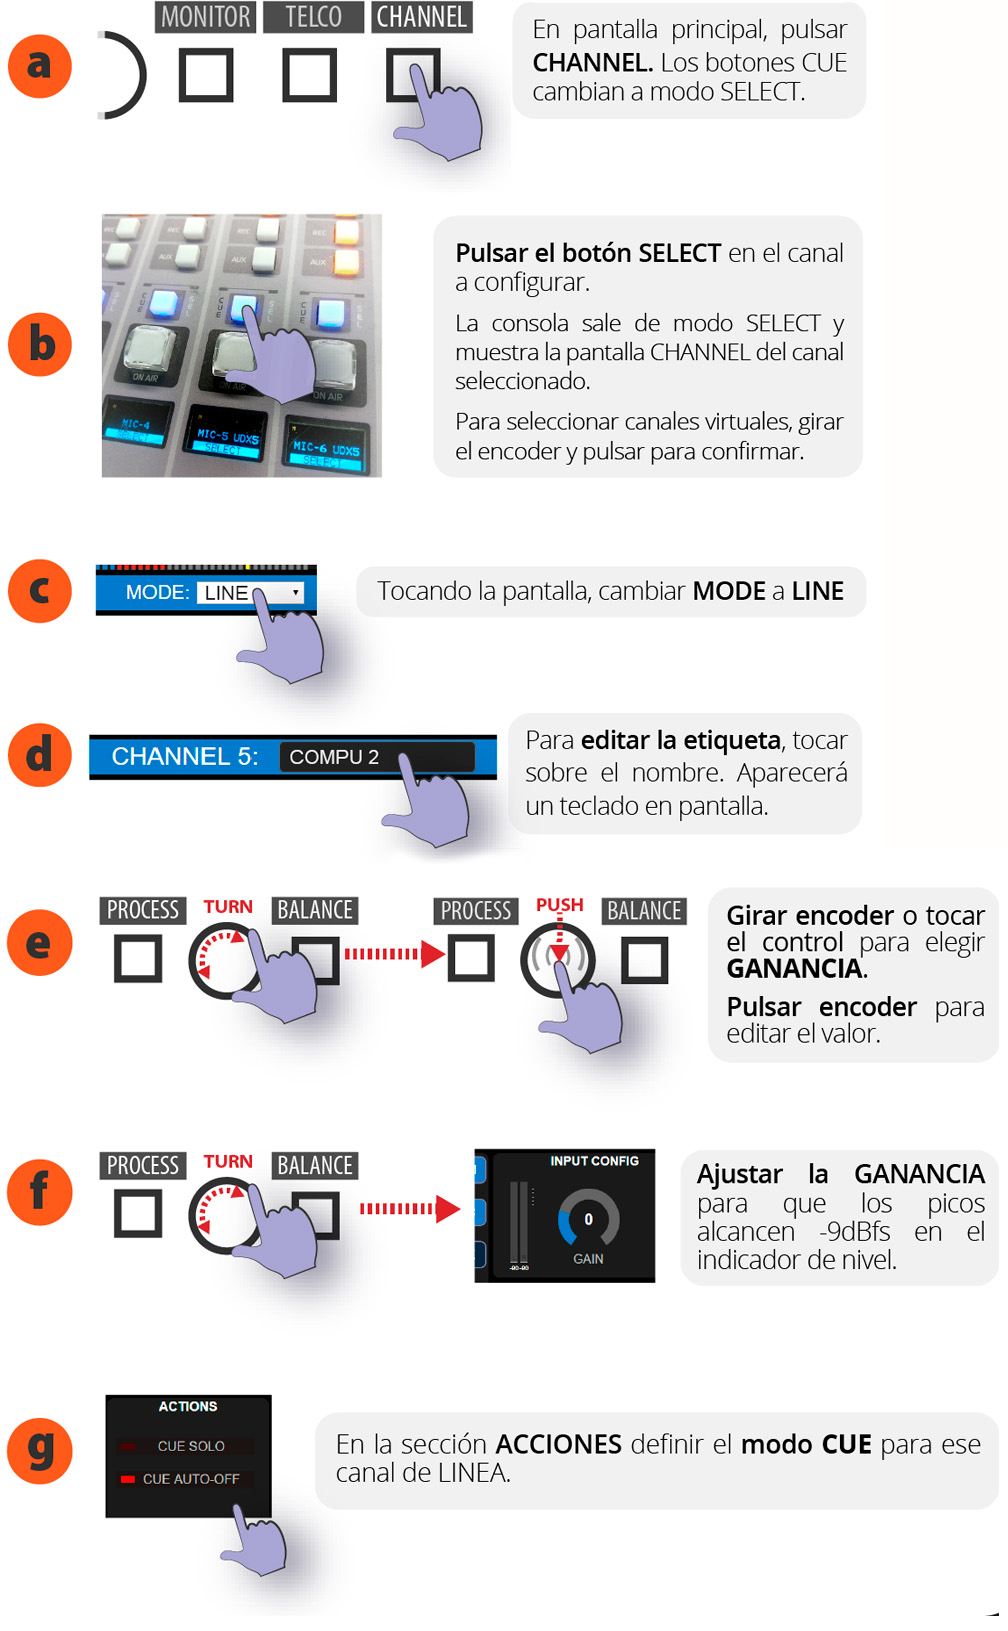 MONITOR TELCO CHANNEL
a
En pantalla principal, pulsar
CHANNEL. Los botones CUE
cambian a modo SELECT.
b
REC REC REC
AUX AUX
CUE SEL CUE SEL CUE SEL
ON AIR ON AIR ON AIR
MIC-4
SELECT
MIC-5 UDX5
SELECT
MIC-6 UDX5
SELECT
Pulsar el botón SELECT en el canal
a configurar.
La consola sale de modo SELECT y
muestra la pantalla CHANNEL del canal
seleccionado.
Para seleccionar canales virtuales, girar
el encoder y pulsar para confirmar.
c
MODE: LINE
Tocando la pantalla, cambiar MODE a LINE
d
CHANNEL 5: COMPU 2
Para editar la etiqueta, tocar
sobre el nombre. Aparecerá
un teclado en pantalla.
e
PROCESS TURN BALANCE
PROCESS PUSH BALANCE
Girar encoder o tocar
el control para elegir
GANANCIA.
Pulsar encoder para
editar el valor.
f
PROCESS TURN BALANCE
INPUT CONFIG
0
GAIN
-90 -90
Ajustar la GANANCIA
para que los picos
alcancen -9dBfs en el
indicador de nivel.
g
ACTIONS
CUE SOLO
CUE AUTO-OFF
En la sección ACCIONES definir el modo CUE para ese
canal de LINEA.